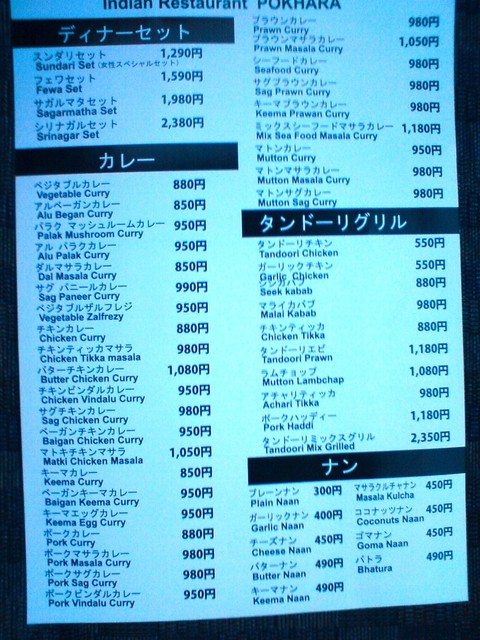 Indian Restaurant POKHARA
ディナーセット
スンダリセット 1,290円
Sundari Set (女性スペシャルセット)
フェワセット 1,590円
Fewa Set
サガルマタセット 1,980円
Sagarmatha Set
シリナガルセット 2,380円
Srinagar Set
カレー
ベジタブルカレー 880円
Vegetable Curry
アルベーガンカレー 850円
Alu Began Curry
パラク マッシュルームカレー 950円
Palak Mushroom Curry
アル パラクカレー 950円
Alu Palak Curry
ダルマサラカレー 850円
Dal Masala Curry
サグ パニールカレー 990円
Sag Paneer Curry
ベジタブルザルフレジ 950円
Vegetable Zalfrezy
チキンカレー 880円
Chicken Curry
チキンティッカマサラ 980円
Chicken Tikka masala
バターチキンカレー 1,080円
Butter Chicken Curry
チキンビンダルカレー 950円
Chicken Vindalu Curry
サグチキンカレー 980円
Sag Chicken Curry
ベーガンチキンカレー 950円
Baigan Chicken Curry
マトキチキンマサラ 1,050円
Matki Chicken Masala
キーマカレー 850円
Keema Curry
ベーガンキーマカレー 950円
Baigan Keema Curry
キーマエッグカレー 950円
Keema Egg Curry
ポークカレー 880円
Pork Curry
ポークマサラカレー 980円
Pork Masala Curry
ポークサグカレー 980円
Pork Sag Curry
ポークビンダルカレー 950円
Pork Vindalu Curry
プラウンカレー 980円
Prawn Curry
プラウンマサラカレー 1,050円
Prawn Masala Curry
シーフードカレー 980円
Seafood Curry
サグプラウンカレー 980円
Sag Prawn Curry
キーマプラウンカレー 980円
Keema Prawan Curry
ミックスシーフードマサラカレー 1,180円
Mix Sea Food Masala Curry
マトンカレー 950円
Mutton Curry
マトンマサラカレー 980円
Mutton Masala Curry
マトンサグカレー 980円
Mutton Sag Curry
タンドーリグリル
タンドーリチキン 550円
Tandoori Chicken
ガーリックチキン 550円
Garlic Chicken
シシカバブ 880円
Seek kabab
マライカバブ 980円
Malai Kabab
チキンティッカ 880円
Chicken Tikka
タンドーリエビ 1,180円
Tandoori Prawn
ラムチョップ 1,080円
Mutton Lambchap
アチャリティッカ 980円
Achari Tikka
ポークハッディー 1,180円
Pork Haddi
タンドーリミックスグリル 2,350円
Tandoori Mix Grilled
ナン
プレーンナン 300円
Plain Naan
ガーリックナン 400円
Garlic Naan
チーズナン 450円
Cheese Naan
バターナン 490円
Butter Naan
キーマナン 490円
Keema Naan
マサラクルチャナン 450円
Masala Kulcha
ココナッツナン 450円
Coconuts Naan
ゴマナン 450円
Goma Naan
バトラ 490円
Bhatura